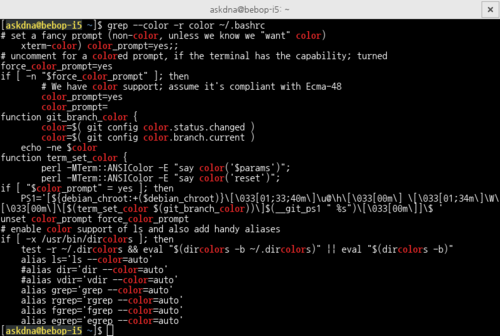 askdna@bebop-i5: ~
[askdna@bebop-i5 ~]$ grep --color -r color ~/.bashrc
# set a fancy prompt (non-color, unless we know we "want" color)
    xterm-color) color_prompt=yes;;
# uncomment for a colored prompt, if the terminal has the capability; turned
force_color_prompt=yes
if [ -n "$force_color_prompt" ]; then
        # We have color support; assume it's compliant with Ecma-48
        color_prompt=yes
        color_prompt=
function git_branch_color {
        color=$( git config color.status.changed )
        color=$( git config color.branch.current )
    echo -ne $color
function term_set_color {
        perl -MTerm::ANSIColor -E "say color('$params')";
        perl -MTerm::ANSIColor -E "say color('reset')";
if [ "$color_prompt" = yes ]; then
    PS1='[${debian_chroot:+($debian_chroot)}\[\033[01;33;40m\]\u@\h\[\033[00m\] \[\033[01;34m\]\W\
[\033[00m\]\[$(term_set_color $(git_branch_color))\]$(__git_ps1 " %s")\[\033[00m\]]\$ '
unset color_prompt force_color_prompt
# enable color support of ls and also add handy aliases
if [ -x /usr/bin/dircolors ]; then
    test -r ~/.dircolors && eval "$(dircolors -b ~/.dircolors)" || eval "$(dircolors -b)"
    alias ls='ls --color=auto'
    #alias dir='dir --color=auto'
    #alias vdir='vdir --color=auto'
    alias grep='grep --color=auto'
    alias rgrep='rgrep --color=auto'
    alias fgrep='fgrep --color=auto'
    alias egrep='egrep --color=auto'
[askdna@bebop-i5 ~]$